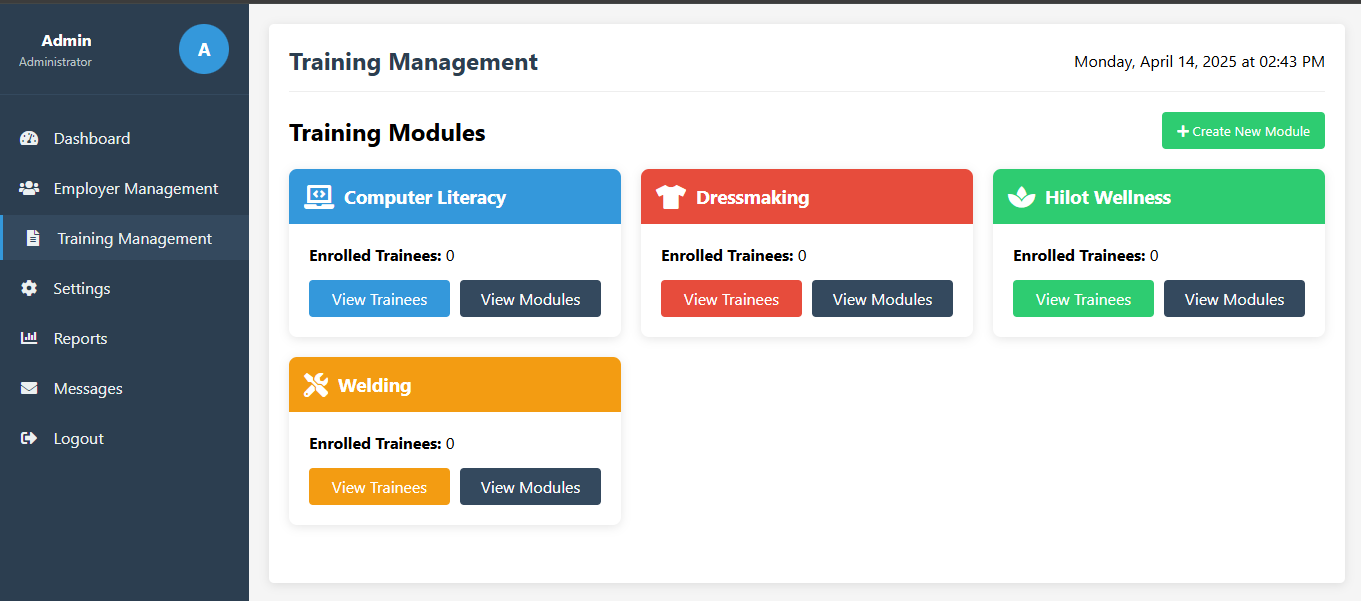 Admin
Administrator
A
Dashboard
Employer Management
Training Management
Settings
Reports
Messages
Logout
Training Management
Monday, April 14, 2025 at 02:43 PM
Training Modules
Create New Module
Computer Literacy
Enrolled Trainees: 0
View Trainees View Modules
Dressmaking
Enrolled Trainees: 0
View Trainees View Modules
Hilot Wellness
Enrolled Trainees: 0
View Trainees View Modules
Welding
Enrolled Trainees: 0
View Trainees View Modules